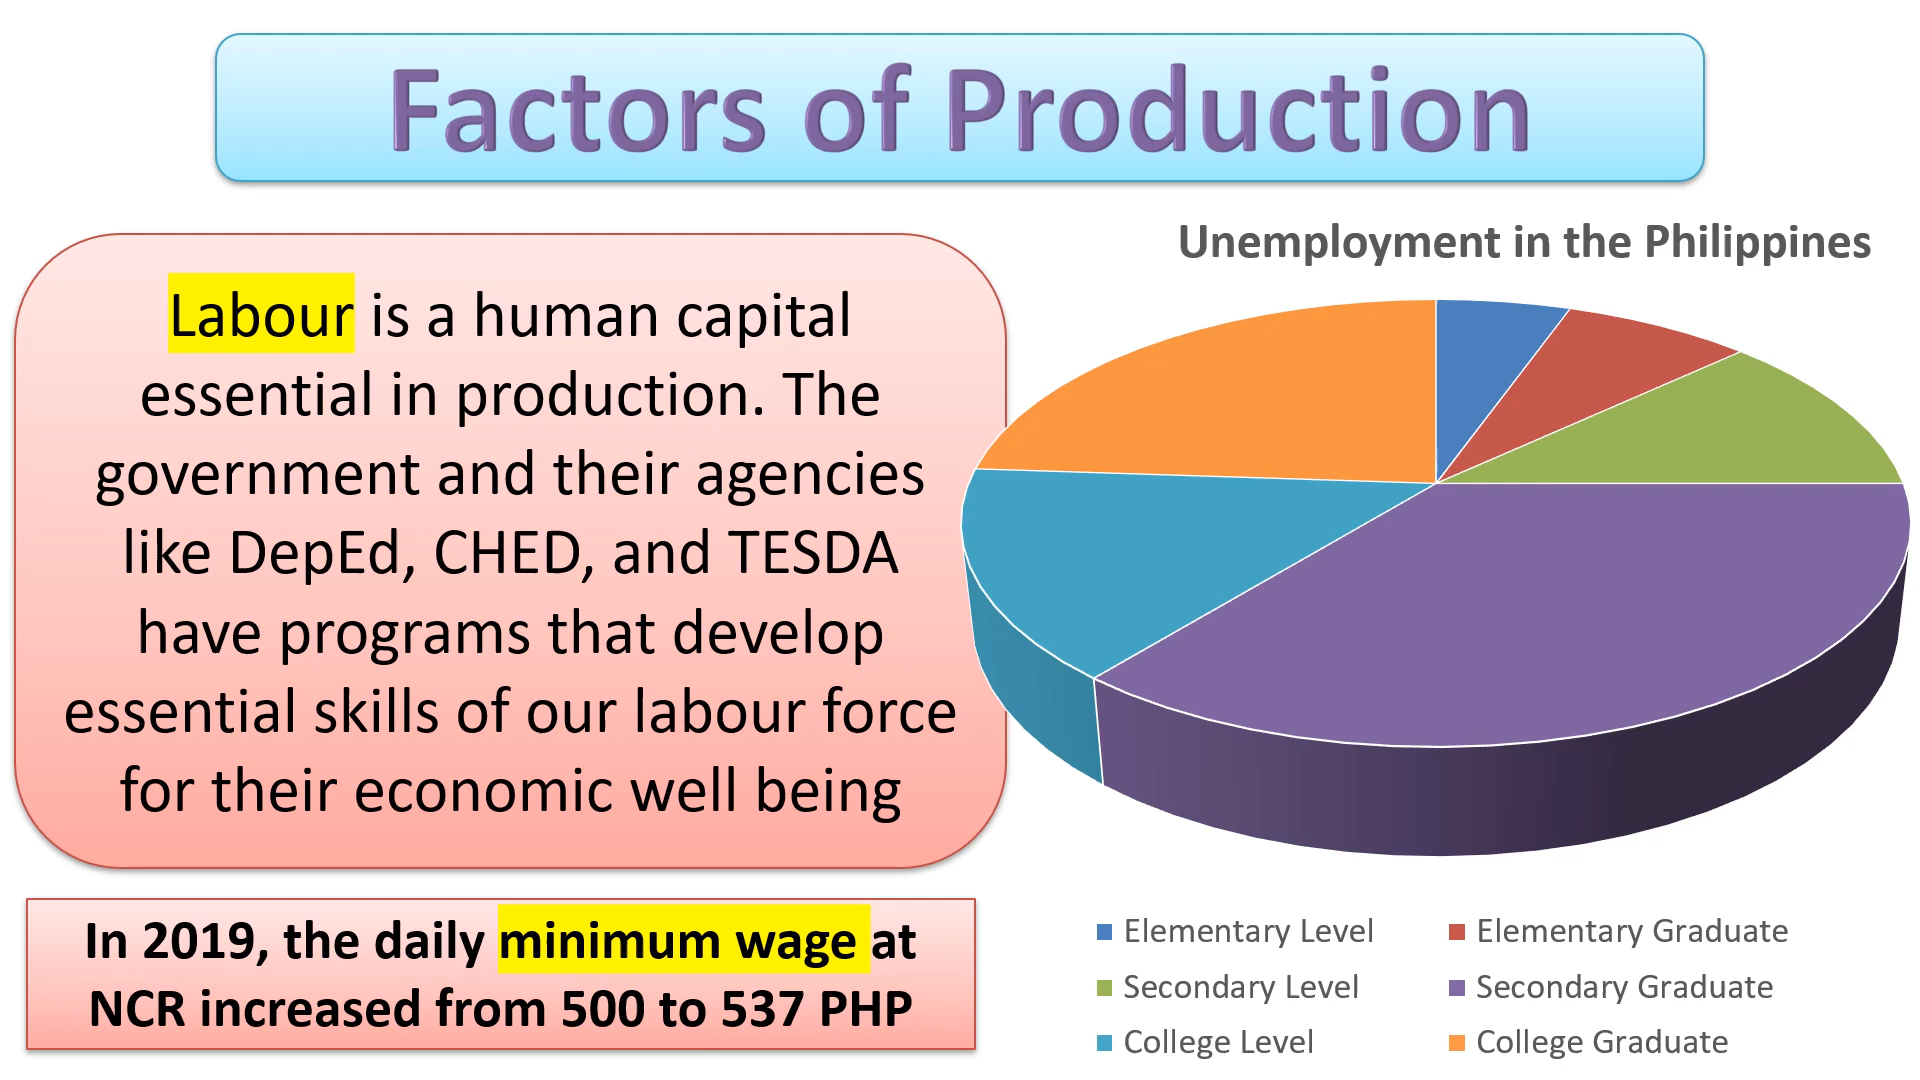 Factors of Production
Labour is a human capital
essential in production. The
government and their agencies
like DepEd, CHED, and TESDA
have programs that develop
essential skills of our labour force
for their economic well being
In 2019, the daily minimum wage at
NCR increased from 500 to 537 PHP
Unemployment in the Philippines
Elementary Level
Elementary Graduate
Secondary Level
Secondary Graduate
College Level
College Graduate